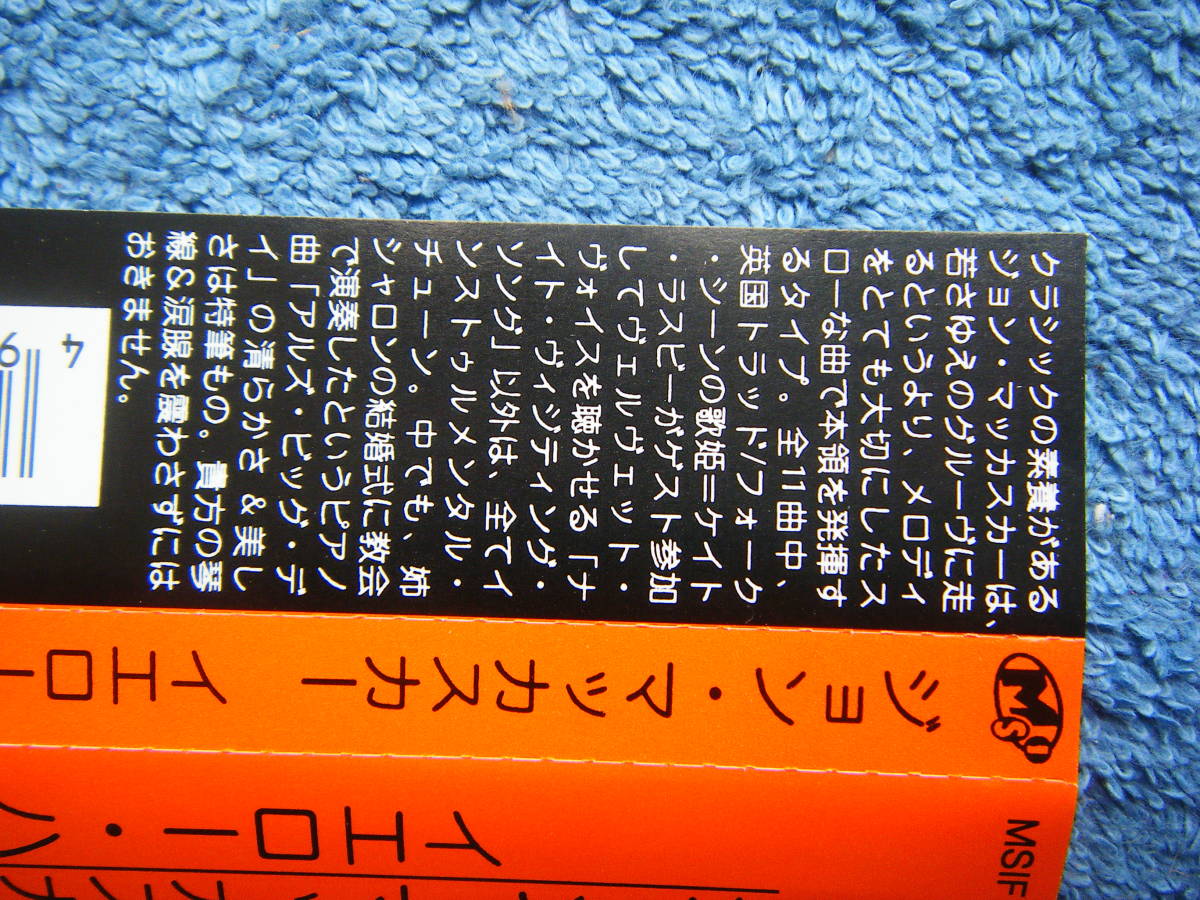 クラシックの素養がある
ジョン・マッカスカーは、
若さゆえのグルーヴに走
るというより、メロディ
をとても大切にしたス
ローな曲で本領を発揮す
るタイプ。全11曲中、
英国トラッド/フォーク
・シーンの歌姫=ケイト
・ラスビーがゲスト参加
してヴェルヴェット・
ヴォイスを聴かせる「ナ
イト・ヴィジティング・
ソング」以外は、全てイ
ンストゥルメンタル・
チューン。中でも、姉
シャロンの結婚式に教会
で演奏したというピアノ
曲「アルズ・ビッグ・デ
イ」の清らかさ&美し
さは特筆もの。貴方の琴
線&涙腺を震わさずには
おきません。
4
9
ジョン・マッカスカー イエロー
MSI
MSIF
イエロー・ハ